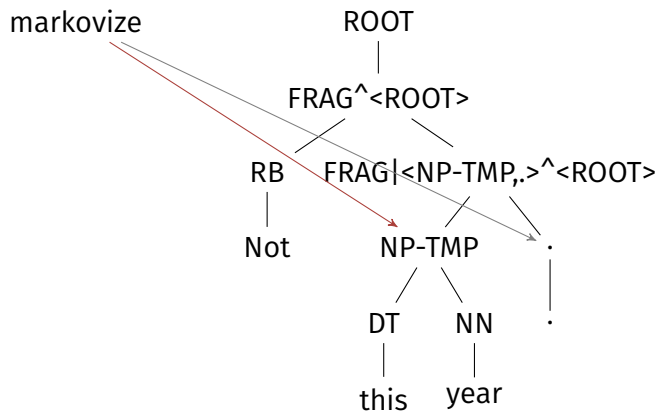 markovize ROOT
FRAG^<ROOT>
RB FRAG|<NP-TMP,.>^<ROOT>
Not NP-TMP .
DT NN .
this year